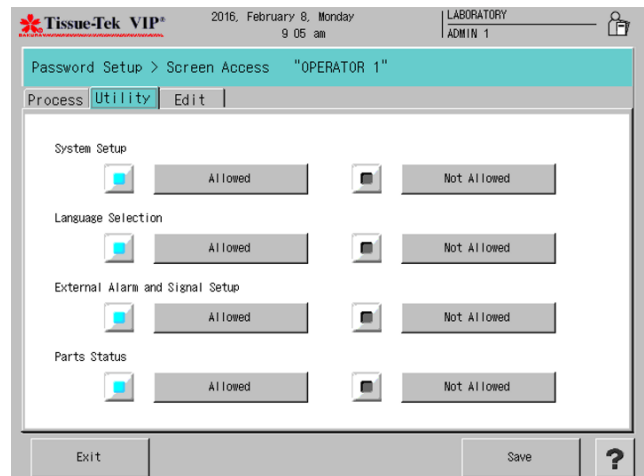 SAKURA Tissue-Tek VIP®
2016, February 8, Monday
9 05 am
LABORATORY
ADMIN 1
Password Setup > Screen Access "OPERATOR 1"
Process Utility Edit
System Setup
Allowed Not Allowed
Language Selection
Allowed Not Allowed
External Alarm and Signal Setup
Allowed Not Allowed
Parts Status
Allowed Not Allowed
Exit Save ?